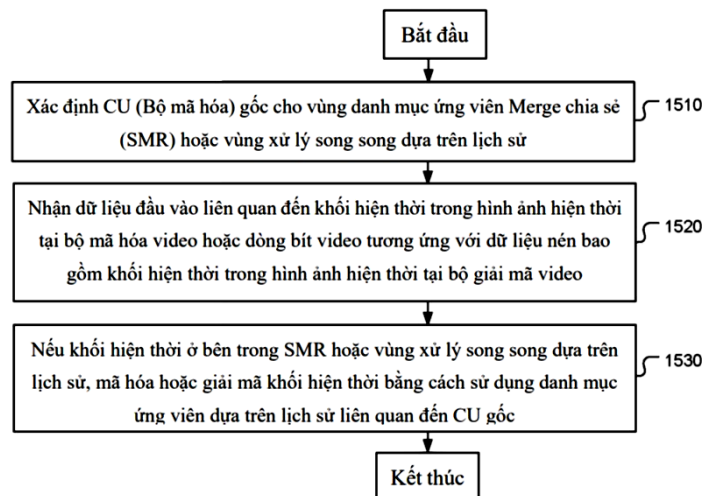 Bắt đầu
Xác định CU (Bộ mã hóa) gốc cho vùng danh mục ứng viên Merge chia sẻ
(SMR) hoặc vùng xử lý song song dựa trên lịch sử
1510
Nhận dữ liệu đầu vào liên quan đến khối hiện thời trong hình ảnh hiện thời
tại bộ mã hóa video hoặc dòng bít video tương ứng với dữ liệu nén bao
gồm khối hiện thời trong hình ảnh hiện thời tại bộ giải mã video
1520
Nếu khối hiện thời ở bên trong SMR hoặc vùng xử lý song song dựa trên
lịch sử, mã hóa hoặc giải mã khối hiện thời bằng cách sử dụng danh mục
ứng viên dựa trên lịch sử liên quan đến CU gốc
1530
Kết thúc